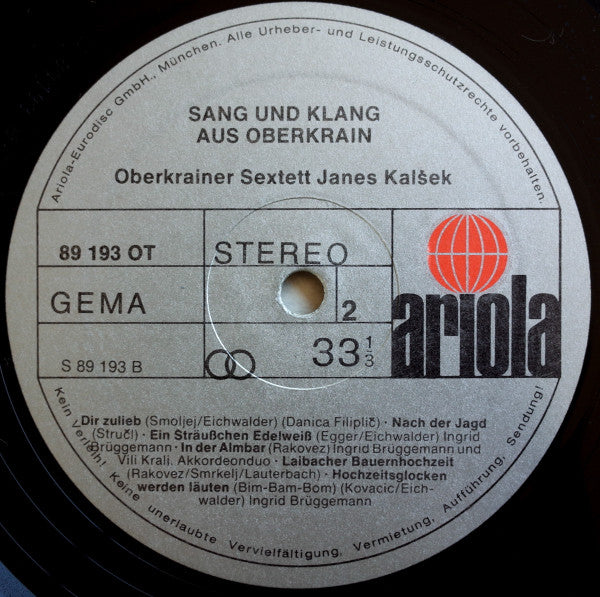 Ariola-Eurodisc GmbH., München. Alle Urheber- und Leistungsschutzrechte vorbehalten.
SANG UND KLANG
AUS OBERKRAIN
Oberkrainer Sextett Janes Kalšek
89 193 OT
STEREO
GEMA
2
ariola
S 89 193 B
33 1/3
Dir zulieb (Smoljej/Eichwalder) (Danica Filiplič) · Nach der Jagd
(Stručl) · Ein Sträußchen Edelweiß (Egger/Eichwalder) Ingrid
Brüggemann · In der Almbar (Rakovez) Ingrid Brüggemann und
Vili Krali. Akkordeonduo · Laibacher Bauernhochzeit
(Rakovez/Smrkelj/Lauterbach) · Hochzeitsglocken
werden läuten (Bim-Bam-Bom) (Kovacic/Eich-
walder) Ingrid Brüggemann
Kein Verleih! Keine unerlaubte Vervielfältigung, Vermietung, Aufführung, Sendung!